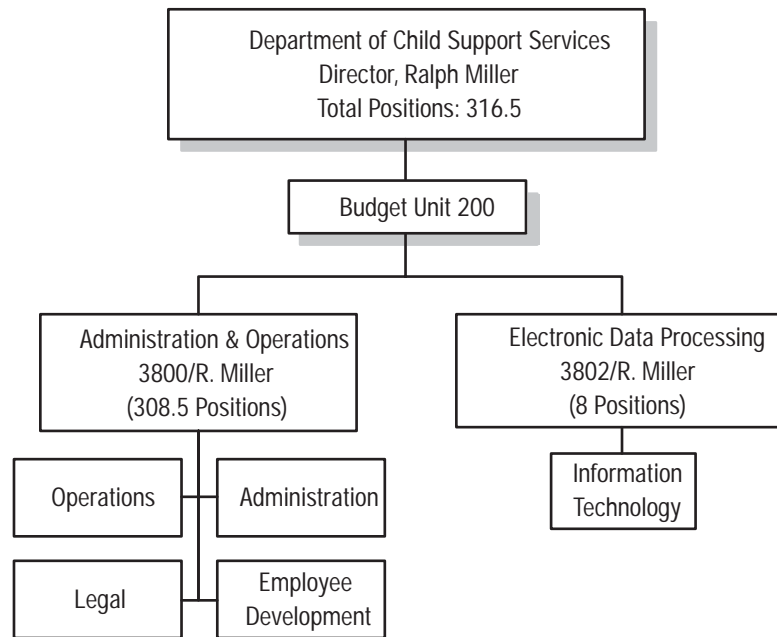 Department of Child Support Services
Director, Ralph Miller
Total Positions: 316.5
Budget Unit 200
Administration & Operations
3800/R. Miller
(308.5 Positions)
Electronic Data Processing
3802/R. Miller
(8 Positions)
Operations
Administration
Information
Technology
Legal
Employee
Development